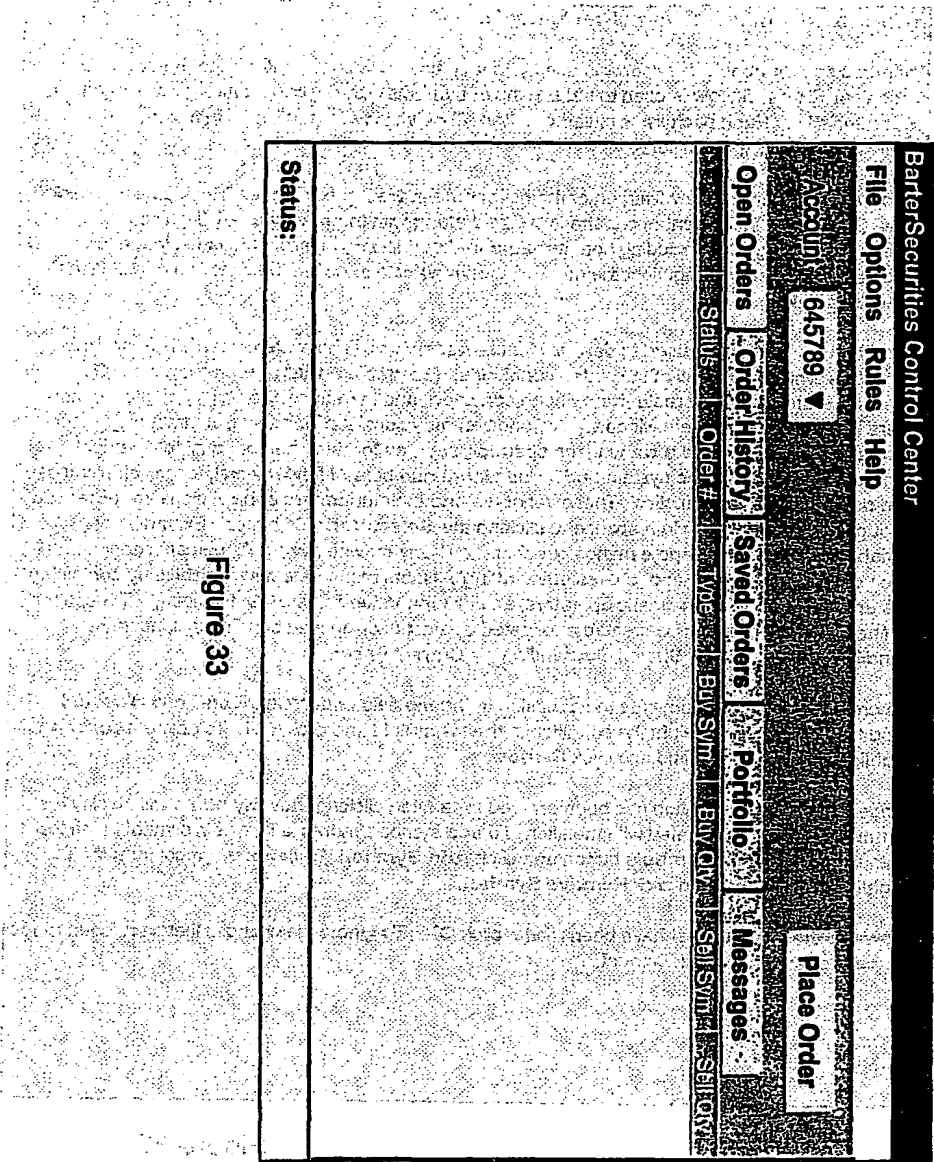 BarterSecurities Control Center
File Options Rules Help
Account 645789 ▼ Place Order
Open Orders Order History Saved Orders Portfolio Messages
Status Order # Type Buy Sym Buy Qty Sell Sym Sell Qty
Status:
Figure 33